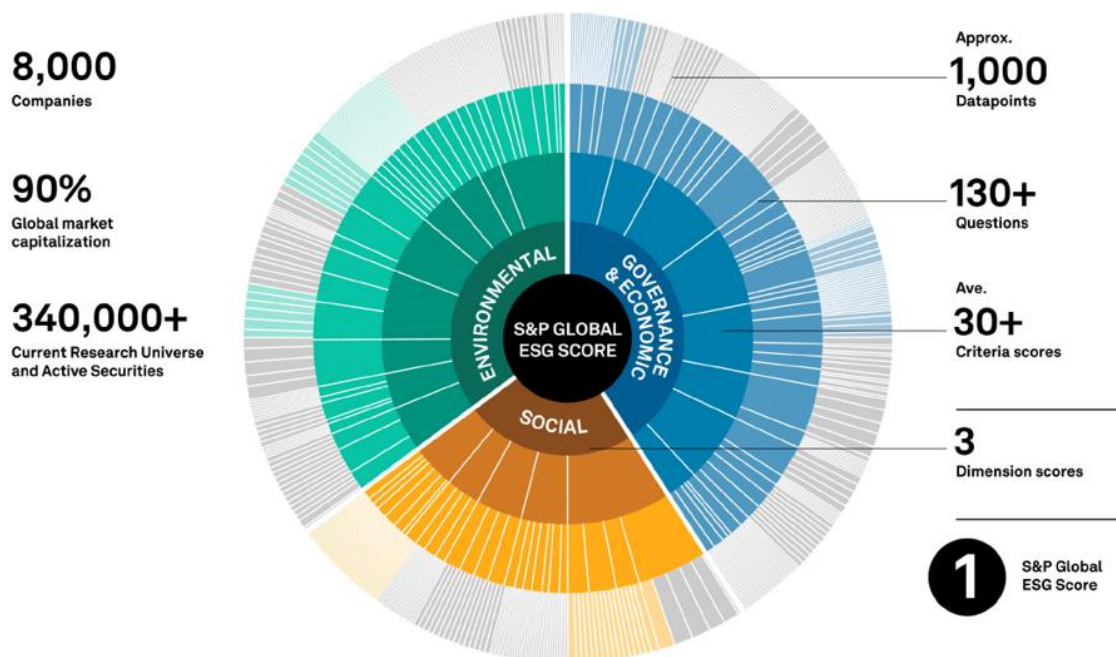 8,000
Companies
90%
Global market
capitalization
340,000+
Current Research Universe
and Active Securities
ENVIRONMENTAL
GOVERNANCE
& ECONOMIC
S&P GLOBAL
ESG SCORE
SOCIAL
Approx.
1,000
Datapoints
130+
Questions
Ave.
30+
Criteria scores
3
Dimension scores
1
S&P Global
ESG Score